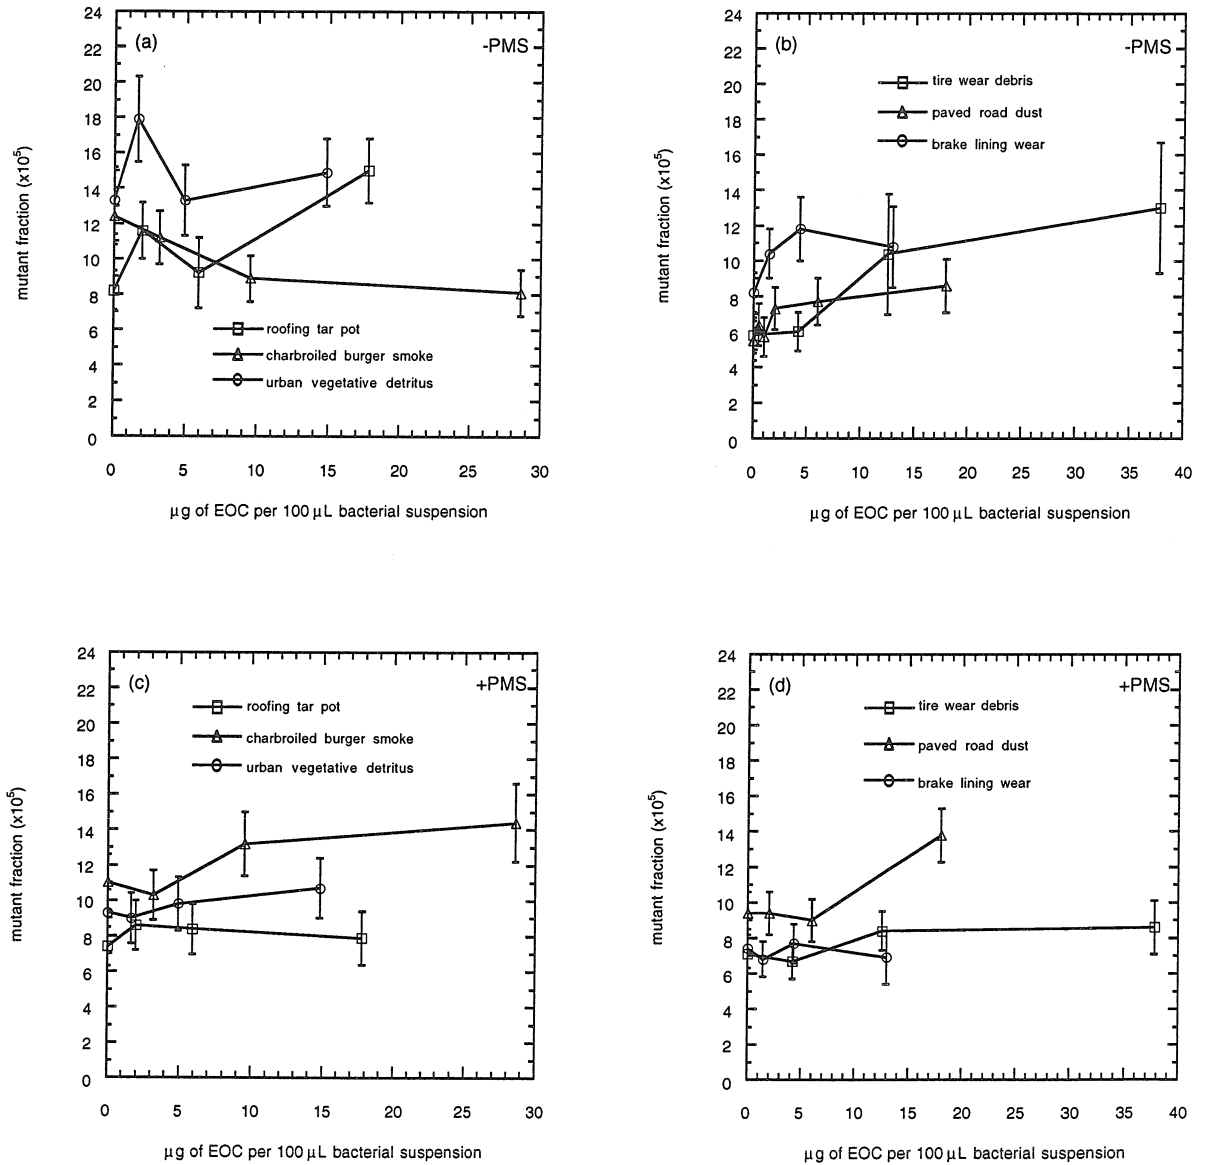 (a) -PMS
24
22
20
18
16
14
12
10
8
6
4
2
0
mutant fraction (x10⁵)
roofing tar pot
charbroiled burger smoke
urban vegetative detritus
0 5 10 15 20 25 30
µg of EOC per 100 µL bacterial suspension
(b) -PMS
24
22
20
18
16
14
12
10
8
6
4
2
0
mutant fraction (x10⁵)
tire wear debris
paved road dust
brake lining wear
0 5 10 15 20 25 30 35 40
µg of EOC per 100 µL bacterial suspension
(c) +PMS
24
22
20
18
16
14
12
10
8
6
4
2
0
mutant fraction (x10⁵)
roofing tar pot
charbroiled burger smoke
urban vegetative detritus
0 5 10 15 20 25 30
µg of EOC per 100 µL bacterial suspension
(d) +PMS
24
22
20
18
16
14
12
10
8
6
4
2
0
mutant fraction (x10⁵)
tire wear debris
paved road dust
brake lining wear
0 5 10 15 20 25 30 38 40
µg of EOC per 100 µL bacterial suspension